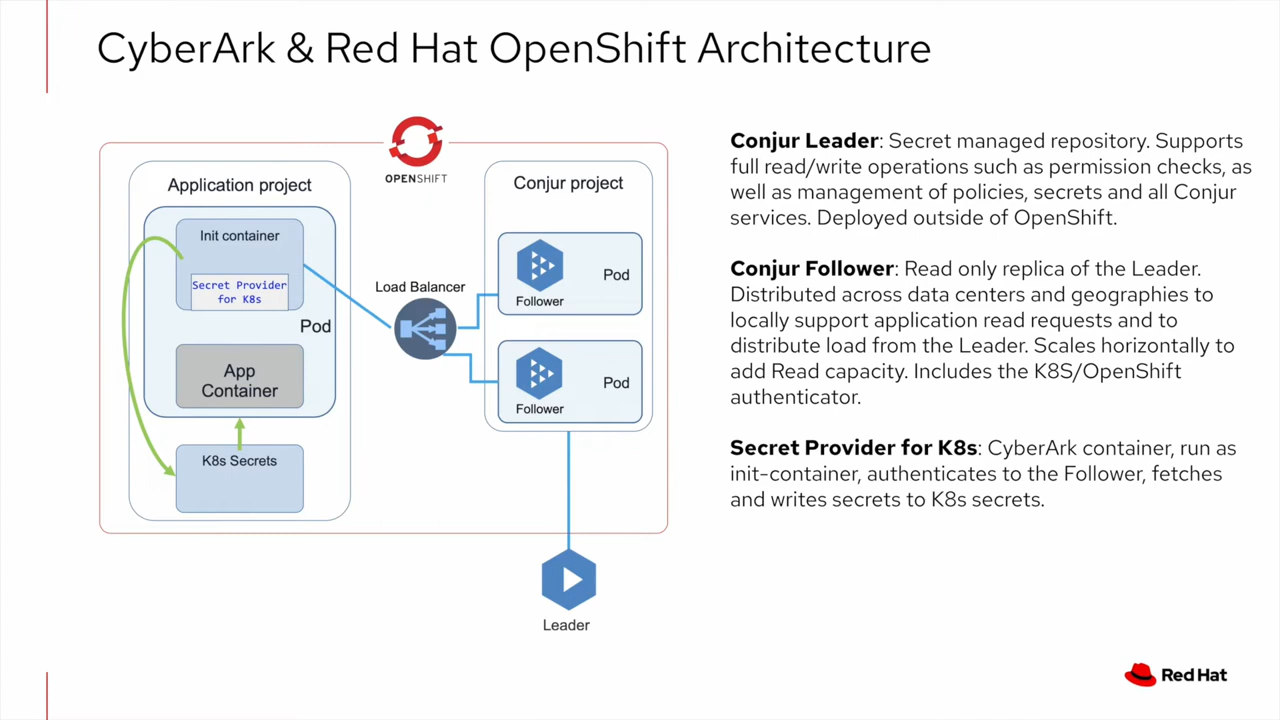 CyberArk & Red Hat OpenShift Architecture
OPENSHIFT
Application project
Init container
Secret Provider
for K8s
Pod
App
Container
K8s Secrets
Load Balancer
Conjur project
Follower
Pod
Follower
Pod
Leader
Conjur Leader: Secret managed repository. Supports
full read/write operations such as permission checks, as
well as management of policies, secrets and all Conjur
services. Deployed outside of OpenShift.
Conjur Follower: Read only replica of the Leader.
Distributed across data centers and geographies to
locally support application read requests and to
distribute load from the Leader. Scales horizontally to
add Read capacity. Includes the K8S/OpenShift
authenticator.
Secret Provider for K8s: CyberArk container, run as
init-container, authenticates to the Follower, fetches
and writes secrets to K8s secrets.
Red Hat